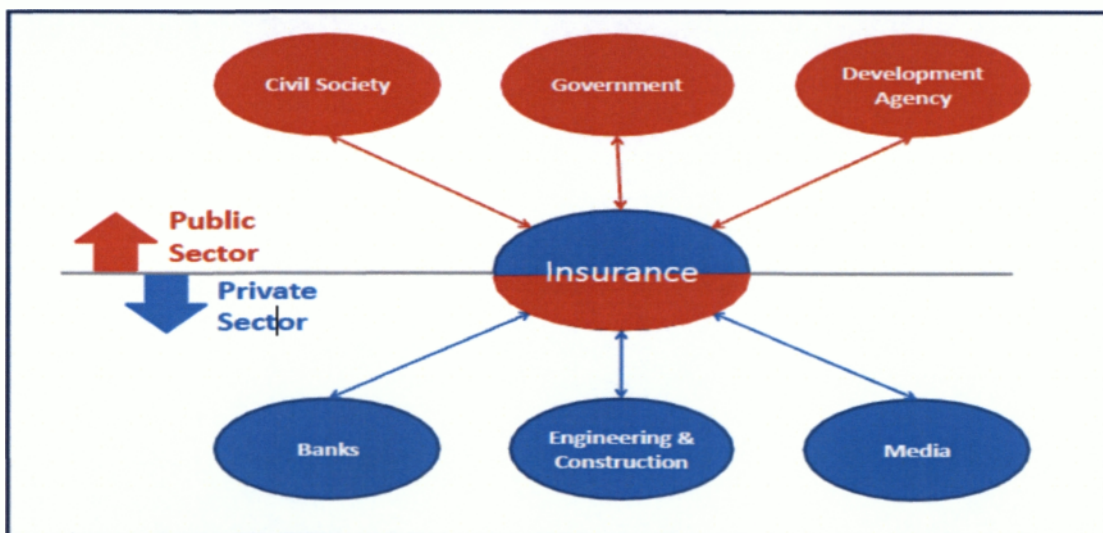 Civil Society
Government
Development
Agency
Public
Sector
Insurance
Private
Sector
Banks
Engineering &
Construction
Media